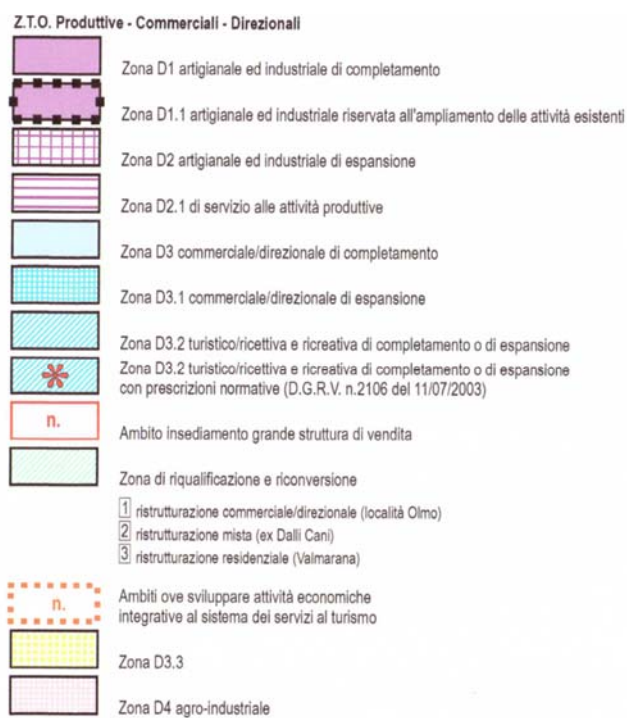 Z.T.O. Produttive - Commerciali - Direzionali
Zona D1 artigianale ed industriale di completamento
Zona D1.1 artigianale ed industriale riservata all'ampliamento delle attività esistenti
Zona D2 artigianale ed industriale di espansione
Zona D2.1 di servizio alle attività produttive
Zona D3 commerciale/direzionale di completamento
Zona D3.1 commerciale/direzionale di espansione
Zona D3.2 turistico/ricettiva e ricreativa di completamento o di espansione
Zona D3.2 turistico/ricettiva e ricreativa di completamento o di espansione
con prescrizioni normative (D.G.R.V. n.2106 del 11/07/2003)
n. Ambito insediamento grande struttura di vendita
Zona di riqualificazione e riconversione
1 ristrutturazione commerciale/direzionale (località Olmo)
2 ristrutturazione mista (ex Dalli Cani)
3 ristrutturazione residenziale (Valmarana)
n. Ambiti ove sviluppare attività economiche
integrative al sistema dei servizi al turismo
Zona D3.3
Zona D4 agro-industriale